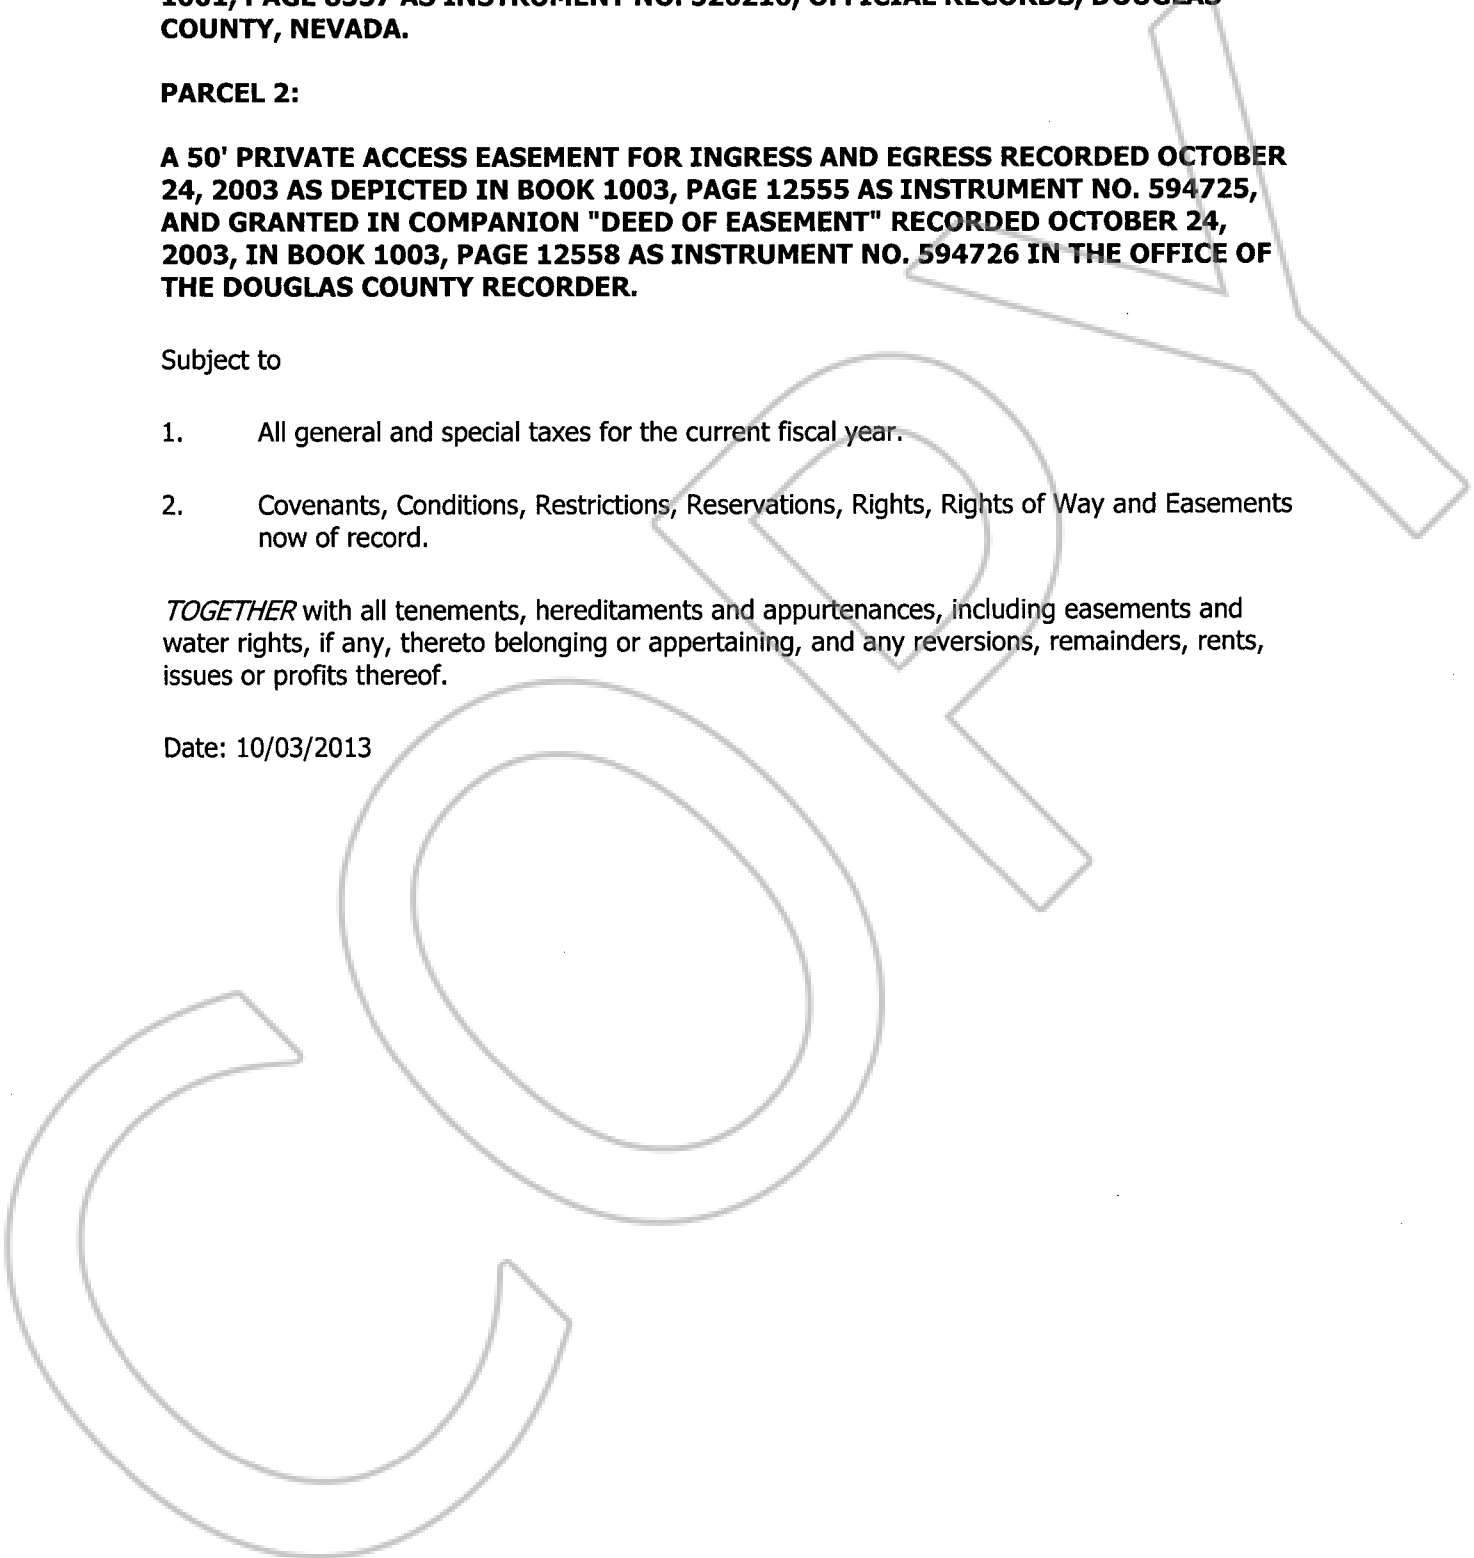 COUNTY, NEVADA.
PARCEL 2:
A 50' PRIVATE ACCESS EASEMENT FOR INGRESS AND EGRESS RECORDED OCTOBER
24, 2003 AS DEPICTED IN BOOK 1003, PAGE 12555 AS INSTRUMENT NO. 594725,
AND GRANTED IN COMPANION "DEED OF EASEMENT" RECORDED OCTOBER 24,
2003, IN BOOK 1003, PAGE 12558 AS INSTRUMENT NO. 594726 IN THE OFFICE OF
THE DOUGLAS COUNTY RECORDER.
Subject to
1. All general and special taxes for the current fiscal year.
2. Covenants, Conditions, Restrictions, Reservations, Rights, Rights of Way and Easements
now of record.
TOGETHER with all tenements, hereditaments and appurtenances, including easements and
water rights, if any, thereto belonging or appertaining, and any reversions, remainders, rents,
issues or profits thereof.
Date: 10/03/2013
COPY